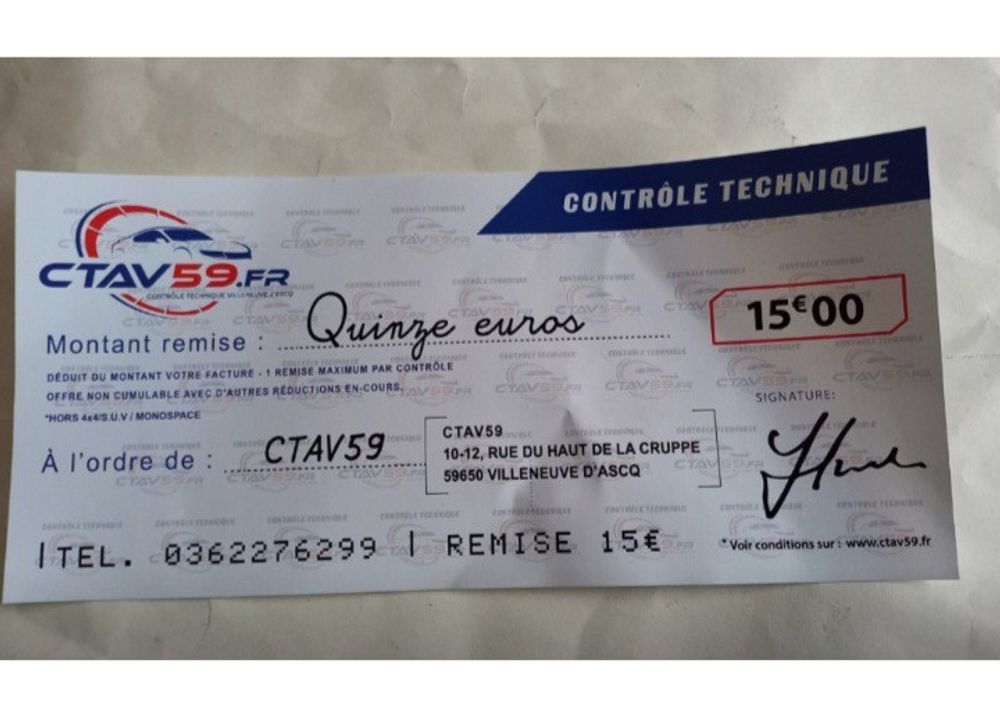 CONTRÔLE TECHNIQUE
CTAV59.FR
CONTRÔLE TECHNIQUE VILLENEUVE D'ASCQ
Montant remise : Quinze euros
15€00
DÉDUIT DU MONTANT VOTRE FACTURE - 1 REMISE MAXIMUM PAR CONTRÔLE
OFFRE NON CUMULABLE AVEC D'AUTRES RÉDUCTIONS EN-COURS.
*HORS 4x4/S.U.V / MONOSPACE
SIGNATURE:
À l'ordre de : CTAV59
CTAV59
10-12, RUE DU HAUT DE LA CRUPPE
59650 VILLENEUVE D'ASCQ
TEL. 0362276299 | REMISE 15€
*Voir conditions sur : www.ctav59.fr